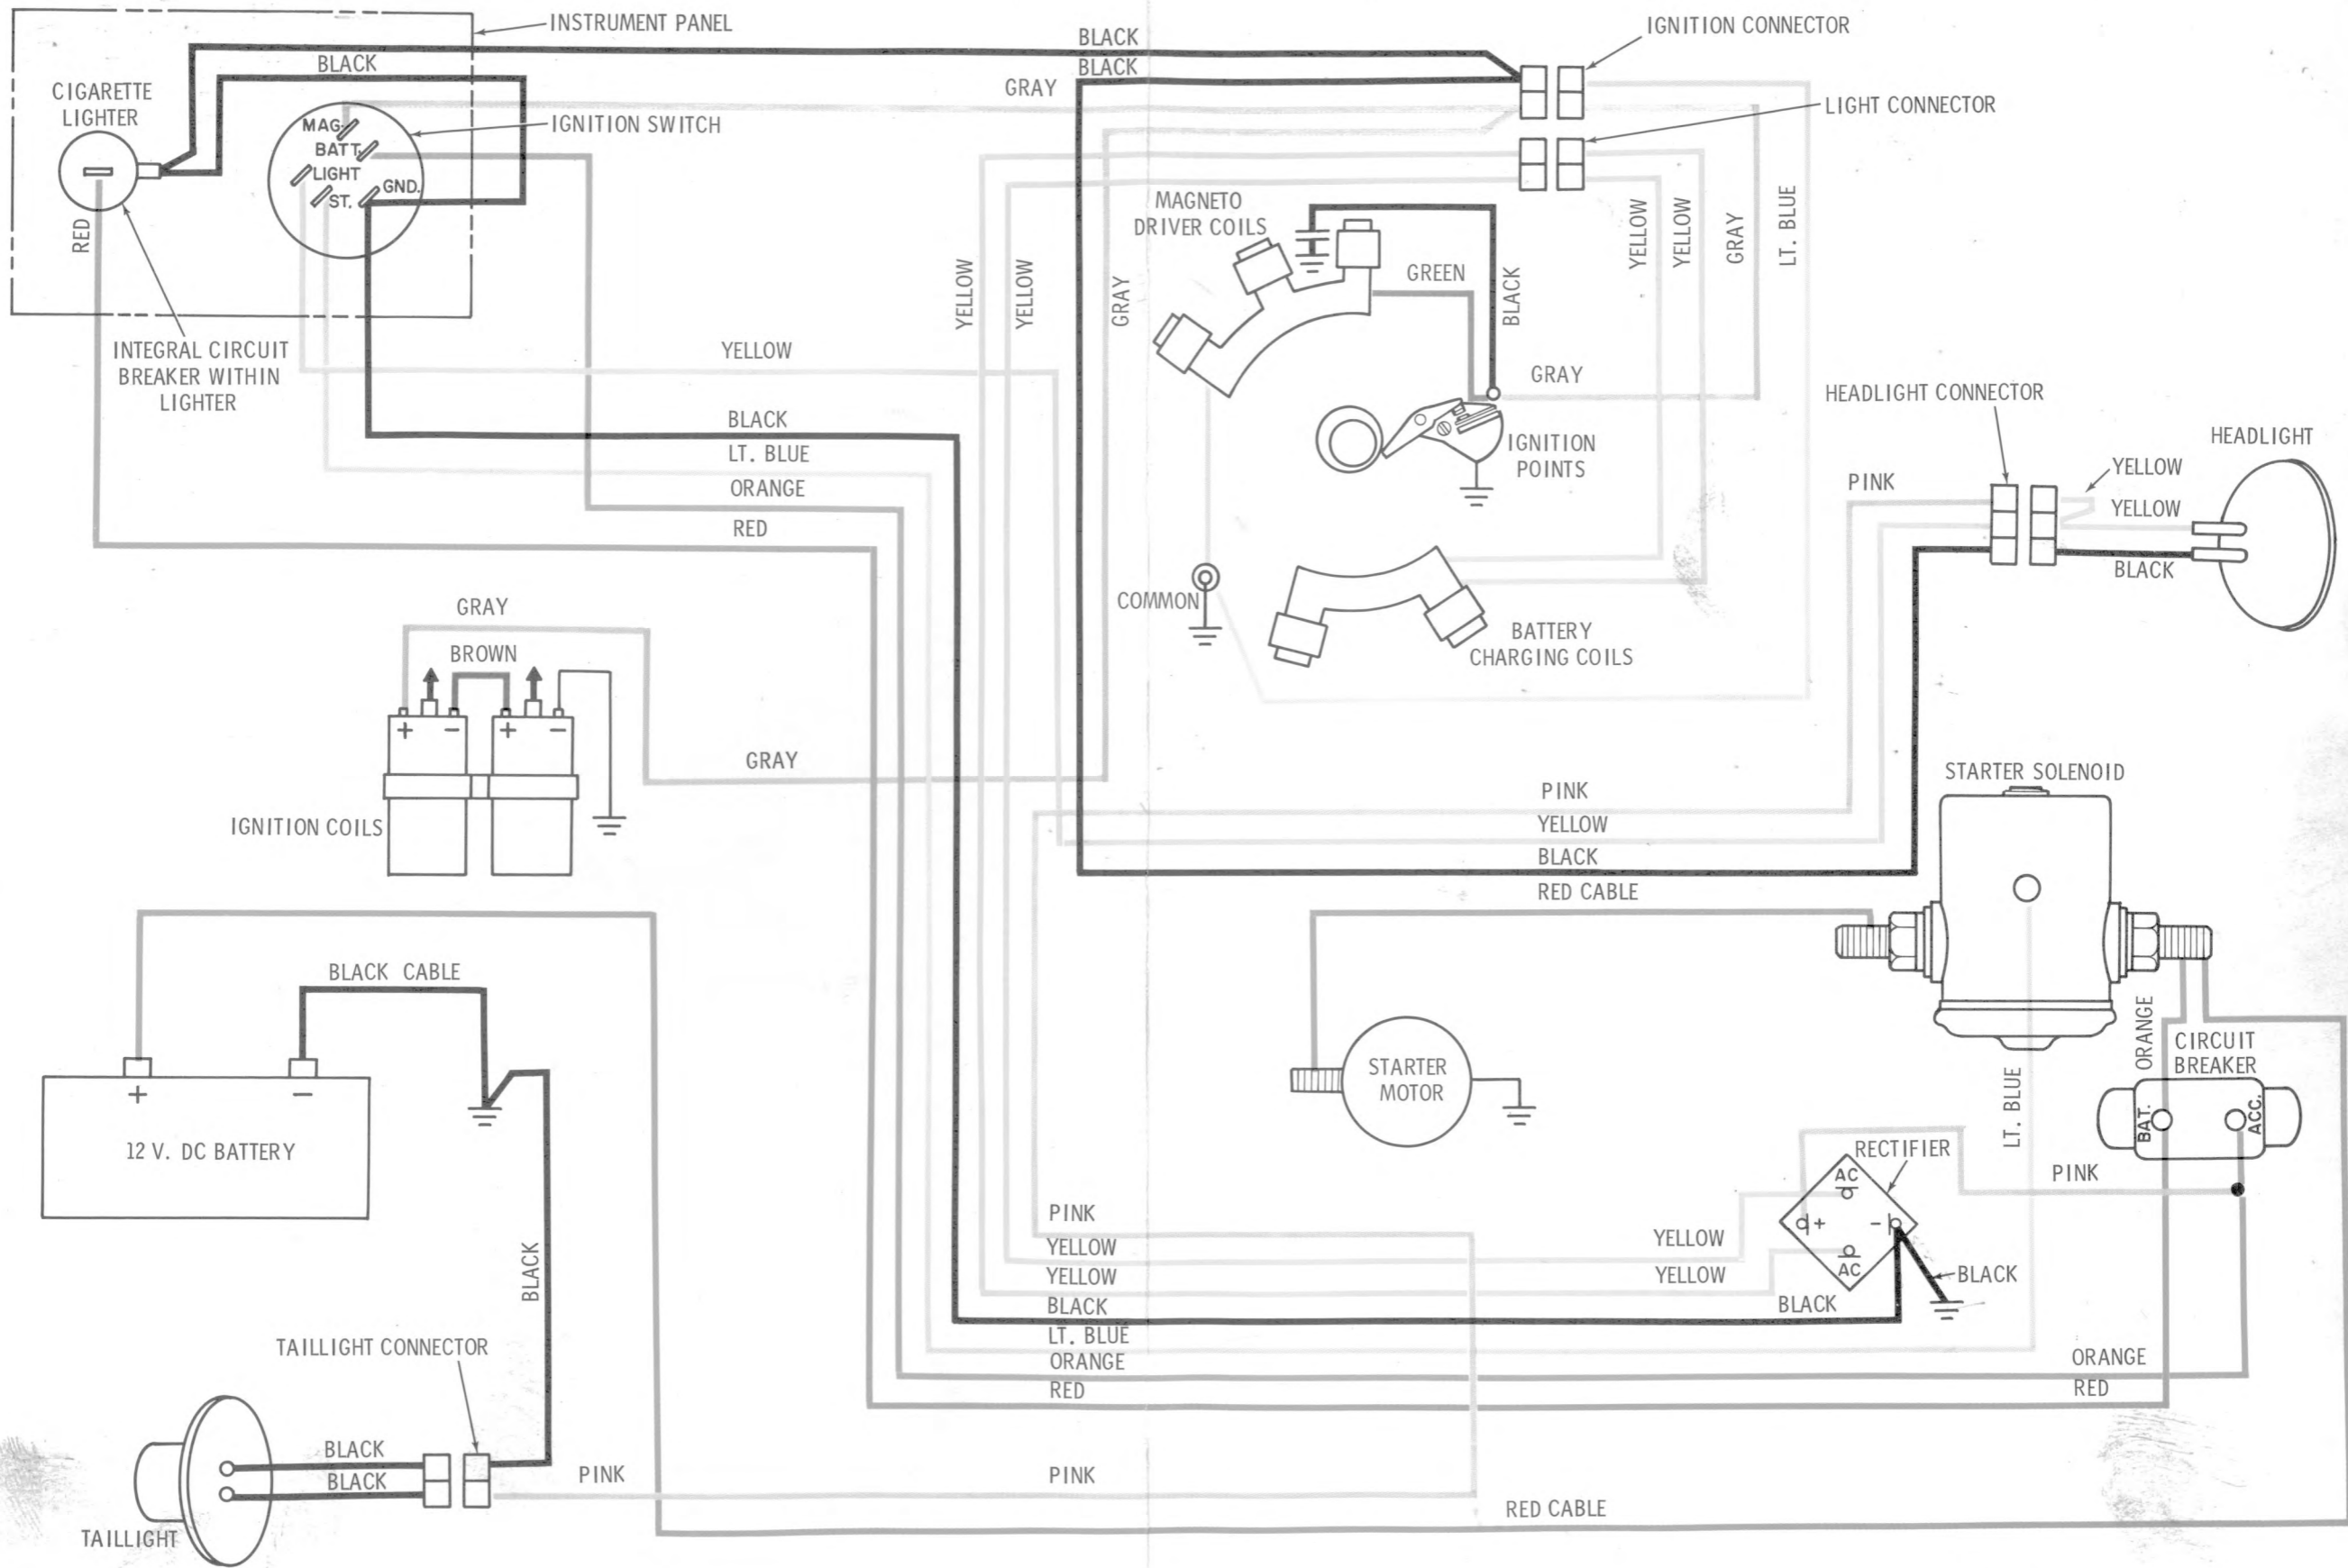 INSTRUMENT PANEL
BLACK
IGNITION CONNECTOR
BLACK
BLACK
CIGARETTE
LIGHTER
GRAY
LIGHT CONNECTOR
MAG.
BATT.
LIGHT
ST.
GND.
IGNITION SWITCH
RED
MAGNETO
DRIVER COILS
GREEN
BLACK
YELLOW
YELLOW
GRAY
LT. BLUE
YELLOW
YELLOW
GRAY
INTEGRAL CIRCUIT
BREAKER WITHIN
LIGHTER
YELLOW
GRAY
HEADLIGHT CONNECTOR
BLACK
IGNITION
POINTS
HEADLIGHT
LT. BLUE
YELLOW
ORANGE
PINK
YELLOW
RED
BLACK
COMMON
GRAY
BROWN
BATTERY
CHARGING COILS
+
−
+
−
GRAY
STARTER SOLENOID
IGNITION COILS
PINK
YELLOW
BLACK
RED CABLE
BLACK CABLE
ORANGE
CIRCUIT
BREAKER
STARTER
MOTOR
LT. BLUE
BAT.
ACC.
+
−
12 V. DC BATTERY
RECTIFIER
PINK
AC
+
-
AC
BLACK
PINK
YELLOW
YELLOW
YELLOW
YELLOW
BLACK
BLACK
BLACK
LT. BLUE
ORANGE
ORANGE
RED
RED
TAILLIGHT CONNECTOR
BLACK
BLACK
PINK
PINK
RED CABLE
TAILLIGHT